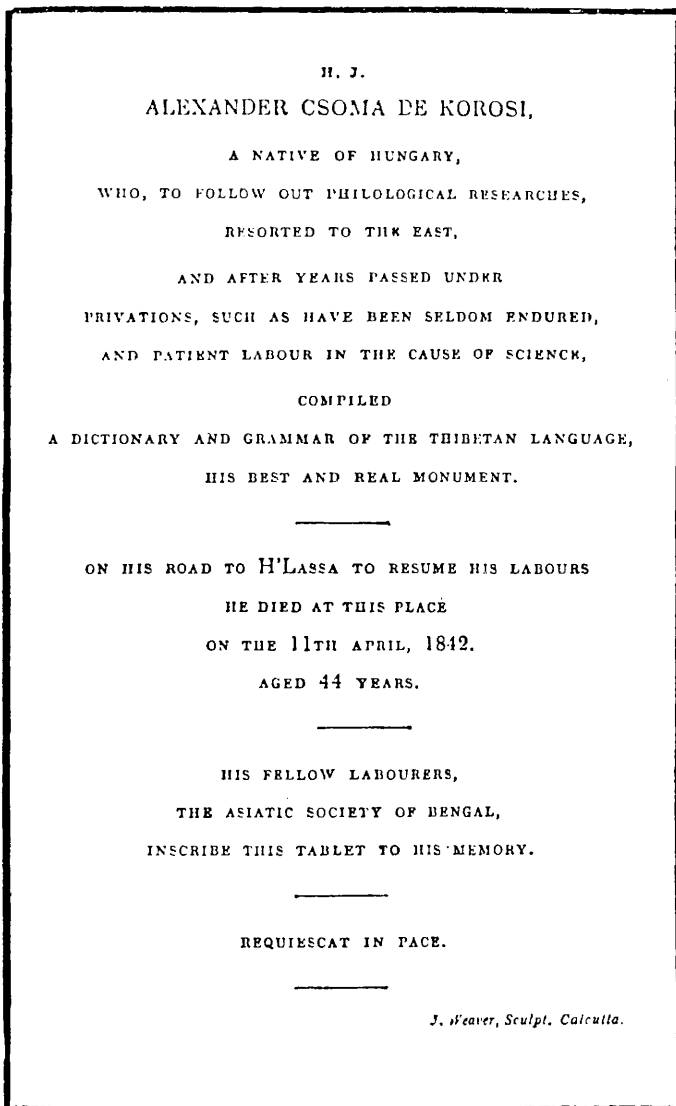 H. J.
ALEXANDER CSOMA DE KOROSI,
A NATIVE OF HUNGARY,
WHO, TO FOLLOW OUT PHILOLOGICAL RESEARCHES,
RESORTED TO THE EAST,
AND AFTER YEARS PASSED UNDER
PRIVATIONS, SUCH AS HAVE BEEN SELDOM ENDURED,
AND PATIENT LABOUR IN THE CAUSE OF SCIENCE,
COMPILED
A DICTIONARY AND GRAMMAR OF THE THIBETAN LANGUAGE,
HIS BEST AND REAL MONUMENT.
ON HIS ROAD TO H'LASSA TO RESUME HIS LABOURS
HE DIED AT THIS PLACE
ON THE 11TH APRIL, 1842.
AGED 44 YEARS.
HIS FELLOW LABOURERS,
THE ASIATIC SOCIETY OF BENGAL,
INSCRIBE THIS TABLET TO HIS MEMORY.
REQUIESCAT IN PACE.
J. Weaver, Sculpt. Calcutta.